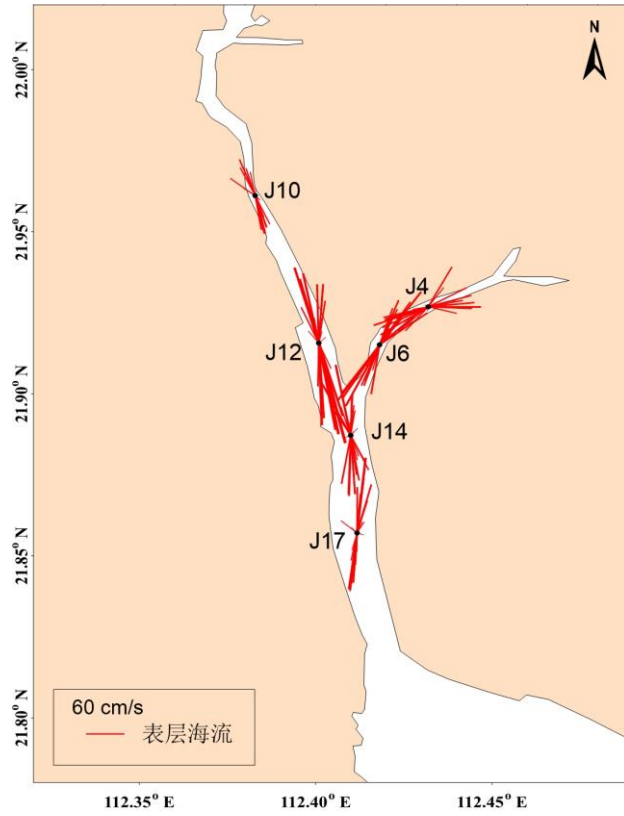 N
22.00° N
J10
21.95° N
J4
J12
J6
21.90° N
J14
J17
21.85° N
60 cm/s
表层海流
21.80° N
112.35° E
112.40° E
112.45° E